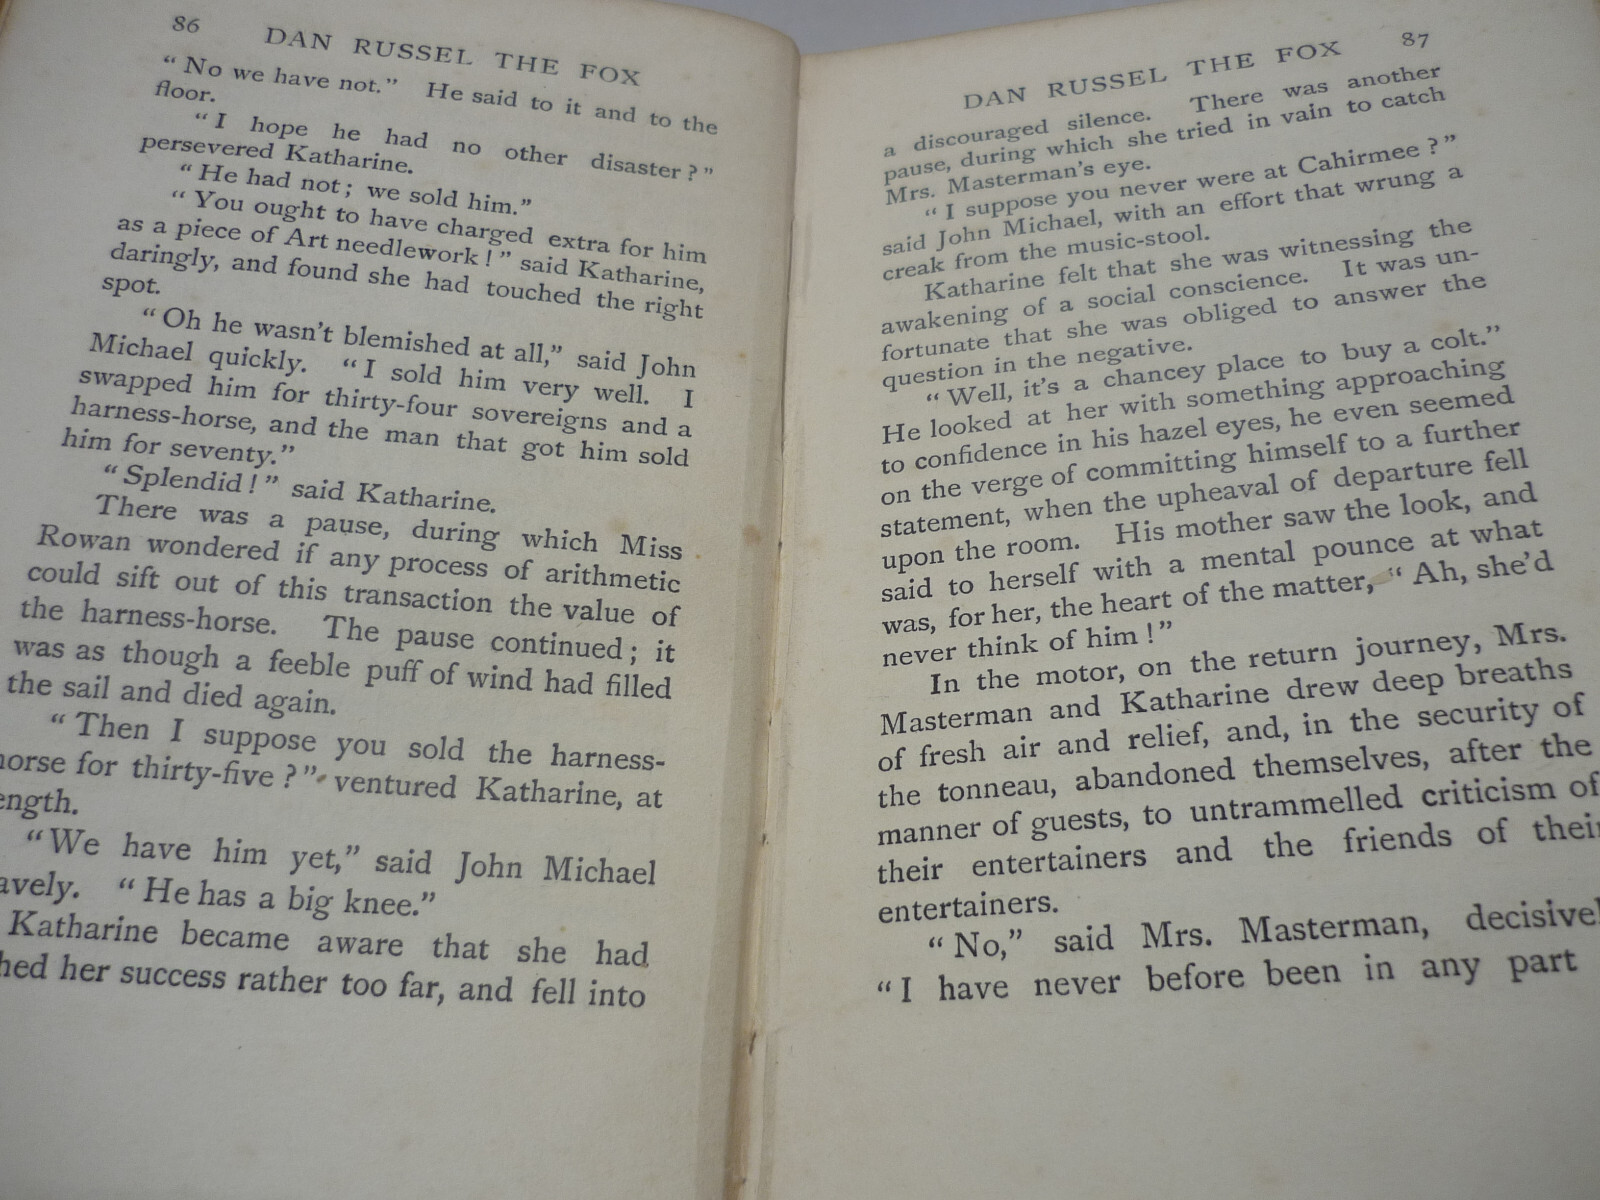 86 DAN RUSSEL THE FOX
“ No we have not.” He said to it and to the
floor.
“ I hope he had no other disaster ? ”
persevered Katharine.
“ He had not ; we sold him.”
“ You ought to have charged extra for him
as a piece of Art needlework ! ” said Katharine,
daringly, and found she had touched the right
spot.
“ Oh he wasn’t blemished at all,” said John
Michael quickly. “ I sold him very well. I
swapped him for thirty-four sovereigns and a
harness-horse, and the man that got him sold
him for seventy.”
“ Splendid ! ” said Katharine.
There was a pause, during which Miss
Rowan wondered if any process of arithmetic
could sift out of this transaction the value of
the harness-horse. The pause continued ; it
was as though a feeble puff of wind had filled
the sail and died again.
“ Then I suppose you sold the harness-
horse for thirty-five ? ” ventured Katharine, at
ength.
“ We have him yet,” said John Michael
avely. “ He has a big knee.”
Katharine became aware that she had
hed her success rather too far, and fell into
DAN RUSSEL THE FOX 87
a discouraged silence. There was another
pause, during which she tried in vain to catch
Mrs. Masterman’s eye.
“ I suppose you never were at Cahirmee ? ”
said John Michael, with an effort that wrung a
creak from the music-stool.
Katharine felt that she was witnessing the
awakening of a social conscience. It was un-
fortunate that she was obliged to answer the
question in the negative.
“ Well, it’s a chancey place to buy a colt.”
He looked at her with something approaching
to confidence in his hazel eyes, he even seemed
on the verge of committing himself to a further
statement, when the upheaval of departure fell
upon the room. His mother saw the look, and
said to herself with a mental pounce at what
was, for her, the heart of the matter, “ Ah, she’d
never think of him ! ”
In the motor, on the return journey, Mrs.
Masterman and Katharine drew deep breaths
of fresh air and relief, and, in the security of
the tonneau, abandoned themselves, after the
manner of guests, to untrammelled criticism of
their entertainers and the friends of their
entertainers.
“ No,” said Mrs. Masterman, decisivel
“ I have never before been in any part